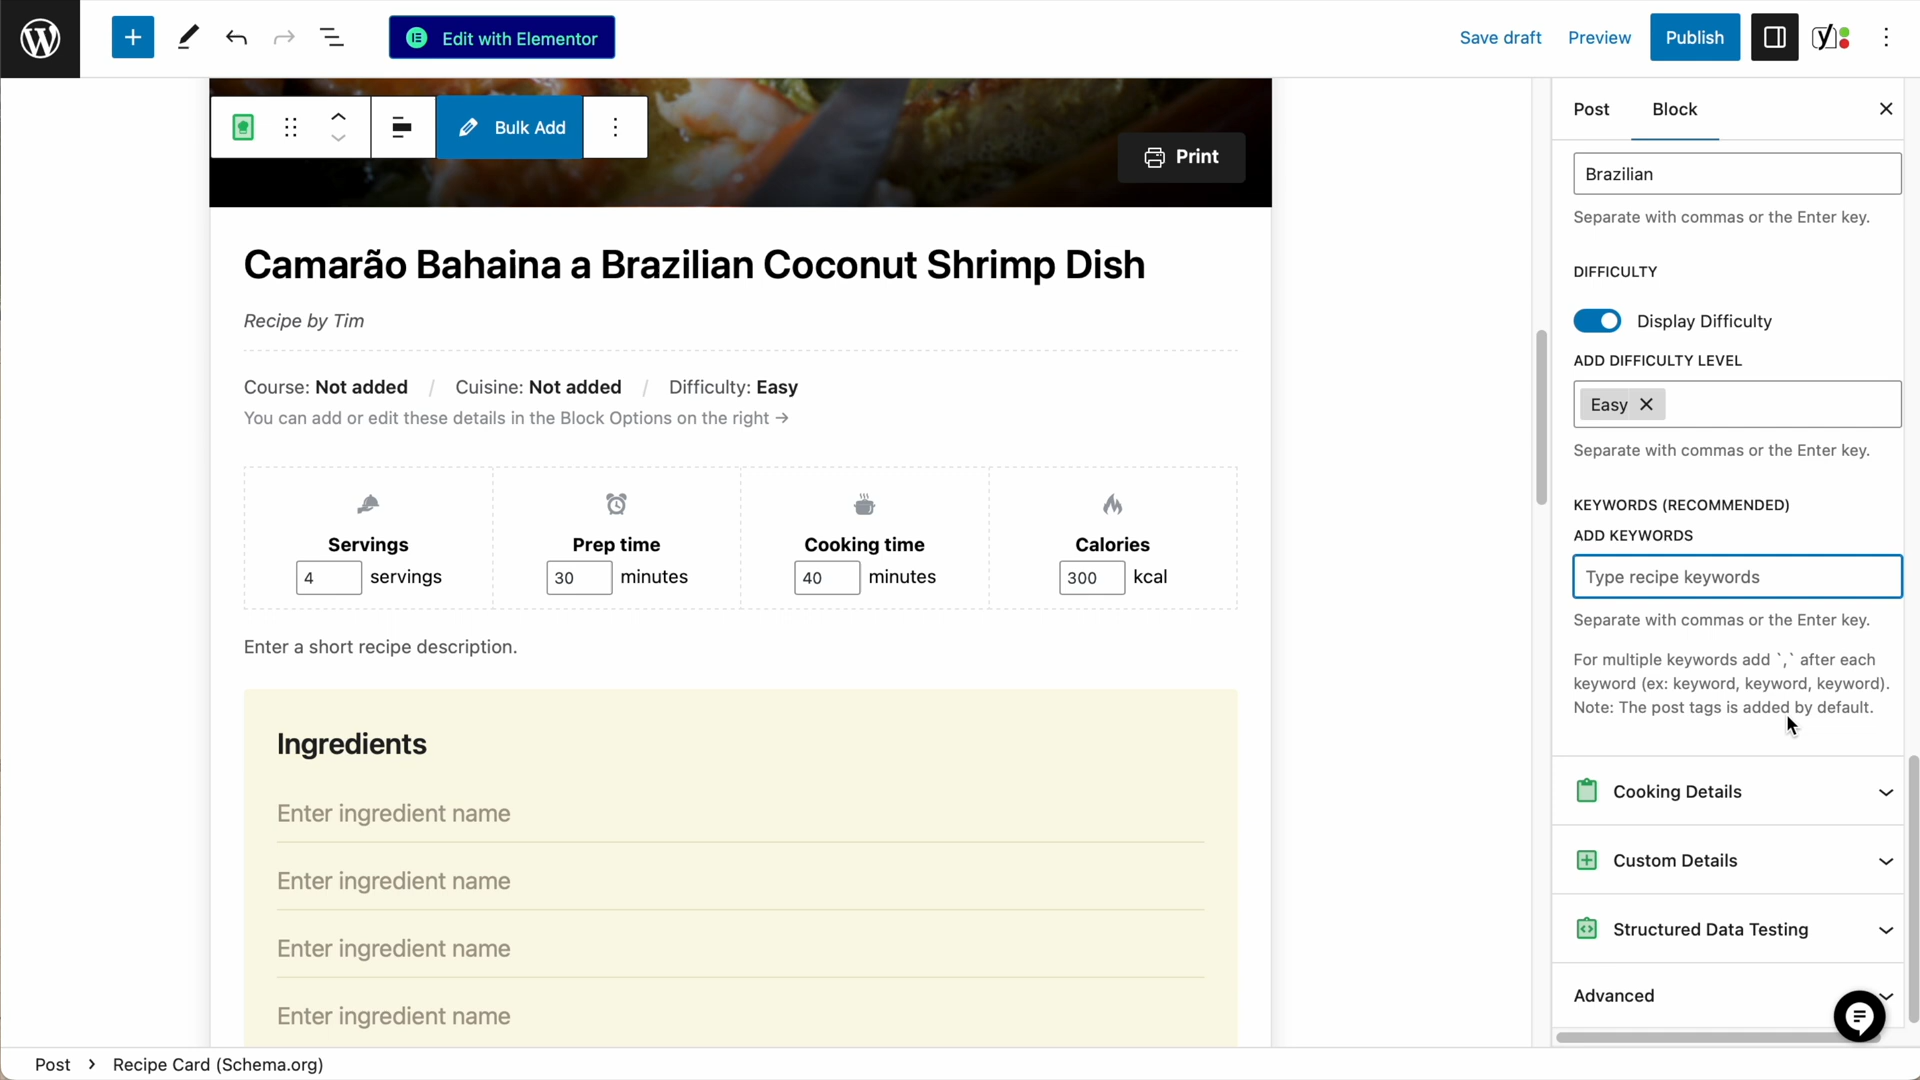 Edit with Elementor
Save draft
Preview
Publish
Bulk Add
Print
Camarão Bahaina a Brazilian Coconut Shrimp Dish
Recipe by Tim
Course: Not added / Cuisine: Not added / Difficulty: Easy
You can add or edit these details in the Block Options on the right →
Servings
4 servings
Prep time
30 minutes
Cooking time
40 minutes
Calories
300 kcal
Enter a short recipe description.
Ingredients
Enter ingredient name
Enter ingredient name
Enter ingredient name
Enter ingredient name
Post
Block
Brazilian
Separate with commas or the Enter key.
DIFFICULTY
Display Difficulty
ADD DIFFICULTY LEVEL
Easy
Separate with commas or the Enter key.
KEYWORDS (RECOMMENDED)
ADD KEYWORDS
Type recipe keywords
Separate with commas or the Enter key.
For multiple keywords add `,` after each
keyword (ex: keyword, keyword, keyword).
Note: The post tags is added by default.
Cooking Details
Custom Details
Structured Data Testing
Advanced
Post > Recipe Card (Schema.org)